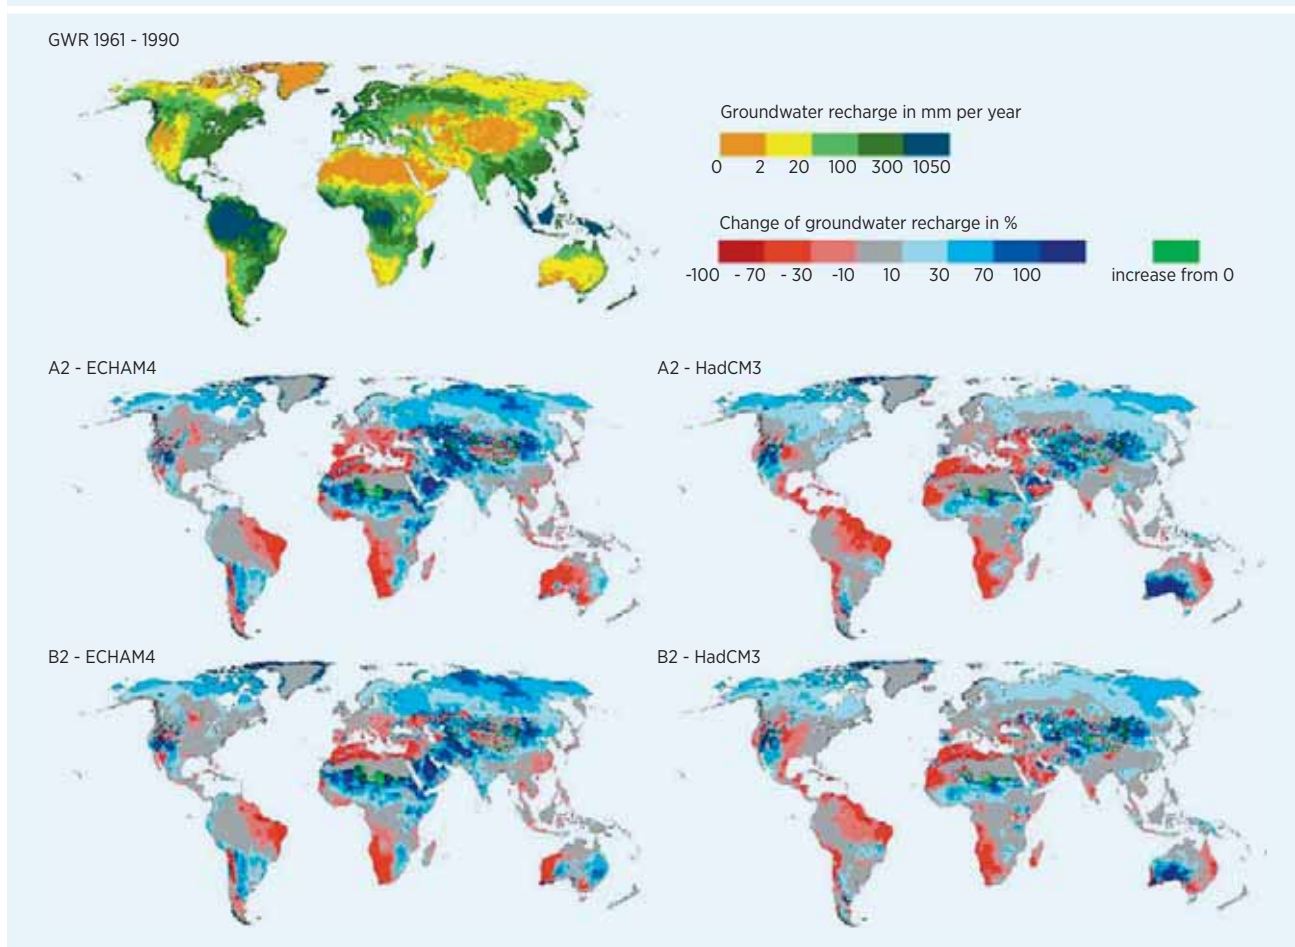 GWR 1961 - 1990
Groundwater recharge in mm per year
0 2 20 100 300 1050
Change of groundwater recharge in %
-100 - 70 - 30 -10 10 30 70 100
increase from 0
A2 - ECHAM4
A2 - HadCM3
B2 - ECHAM4
B2 - HadCM3